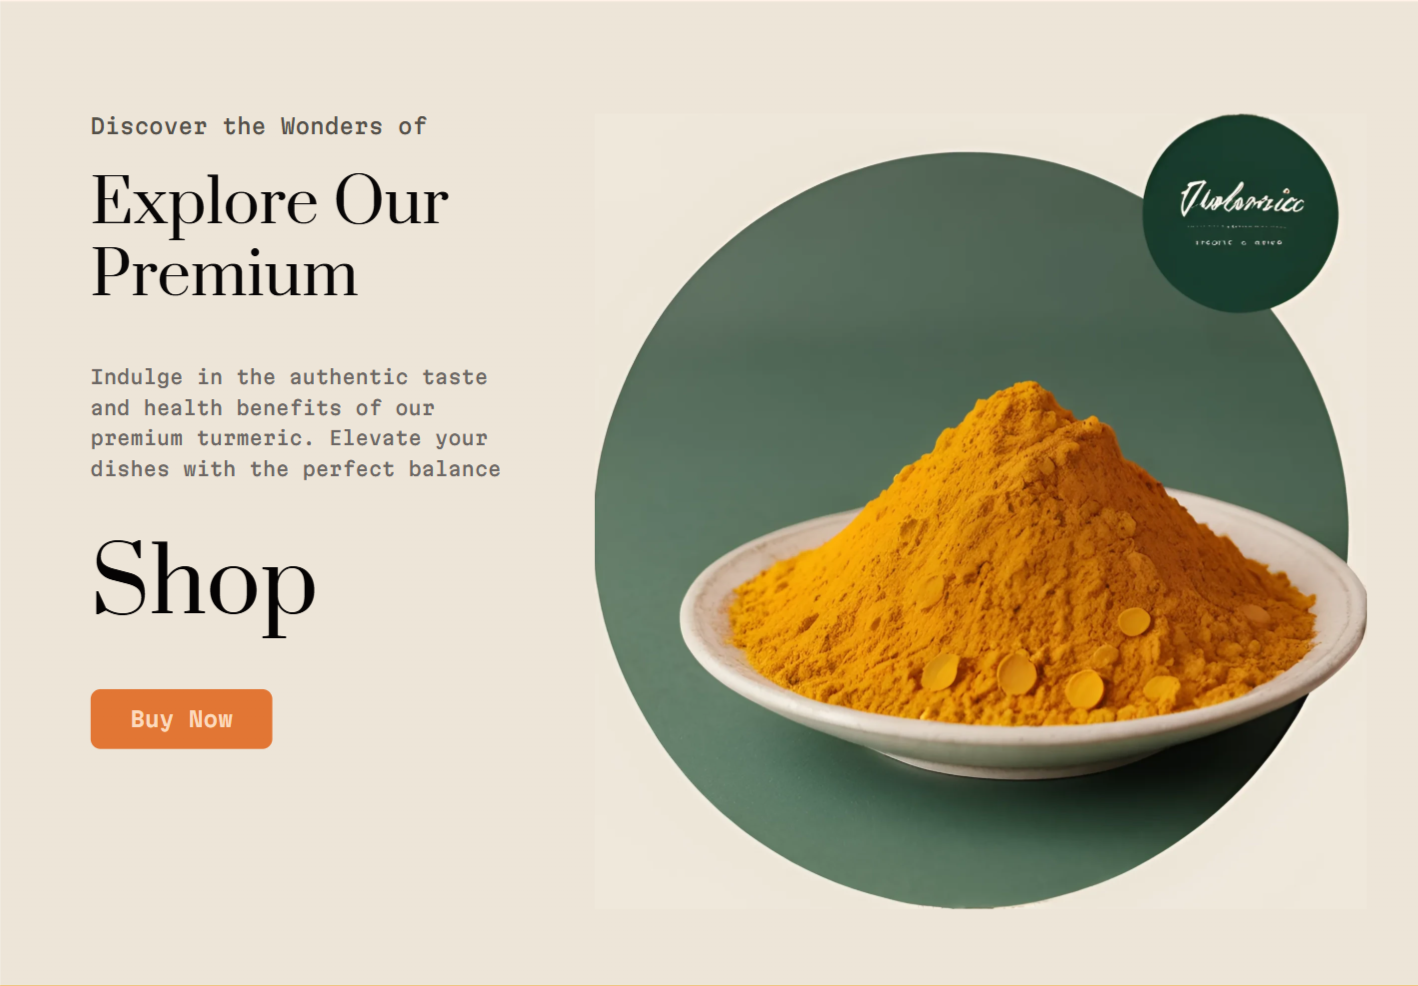 Discover the Wonders of
Explore Our
Premium
Indulge in the authentic taste
and health benefits of our
premium turmeric. Elevate your
dishes with the perfect balance
Shop
Buy Now